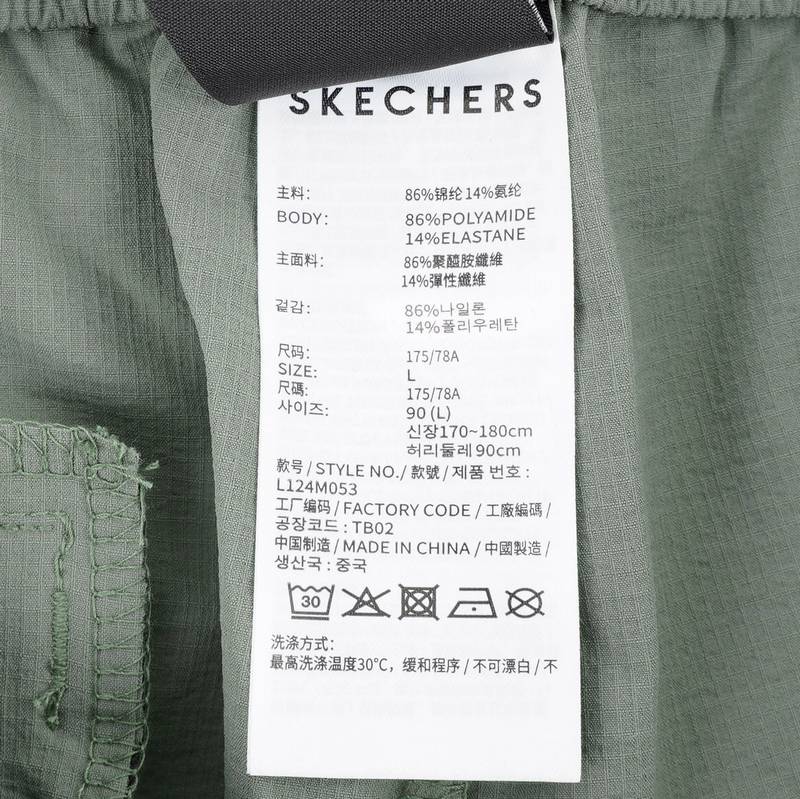 SKECHERS
主料: 86%锦纶 14%氨纶
BODY: 86%POLYAMIDE
14%ELASTANE
主面料: 86%聚醯胺纖維
14%彈性纖維
겉감: 86%나일론
14%폴리우레탄
尺码: 175/78A
SIZE: L
尺碼: 175/78A
사이즈: 90 (L)
신장170~180cm
허리둘레 90cm
款号 / STYLE NO./ 款號 / 제품 번호 :
L124M053
工厂编码 / FACTORY CODE / 工廠編碼 /
공장코드 : TB02
中国制造 / MADE IN CHINA / 中國製造 /
생산국 : 중국
30
洗涤方式:
最高洗涤温度30℃，缓和程序 / 不可漂白 / 不